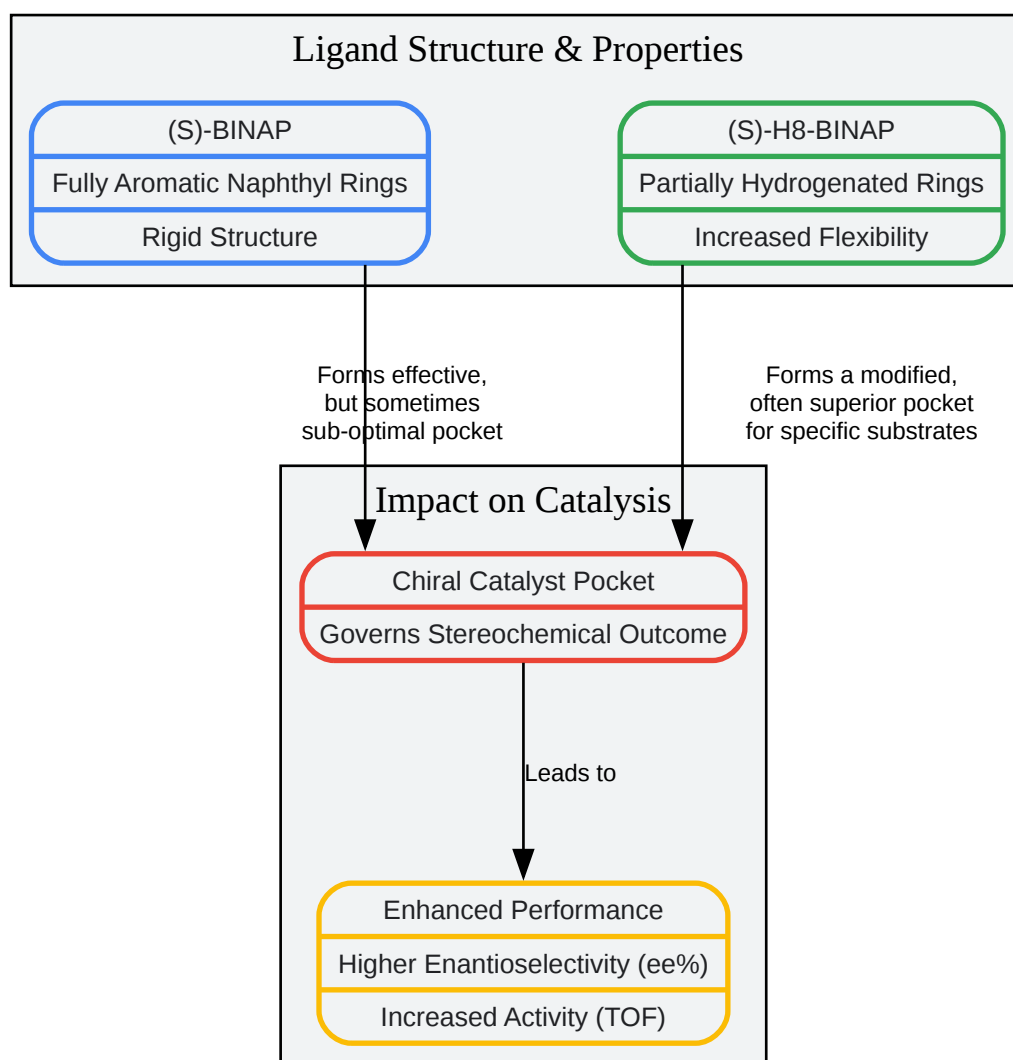 Ligand Structure & Properties
(S)-BINAP
Fully Aromatic Naphthyl Rings
Rigid Structure
(S)-H8-BINAP
Partially Hydrogenated Rings
Increased Flexibility
Forms effective,
but sometimes
sub-optimal pocket
Forms a modified,
often superior pocket
for specific substrates
Impact on Catalysis
Chiral Catalyst Pocket
Governs Stereochemical Outcome
Leads to
Enhanced Performance
Higher Enantioselectivity (ee%)
Increased Activity (TOF)